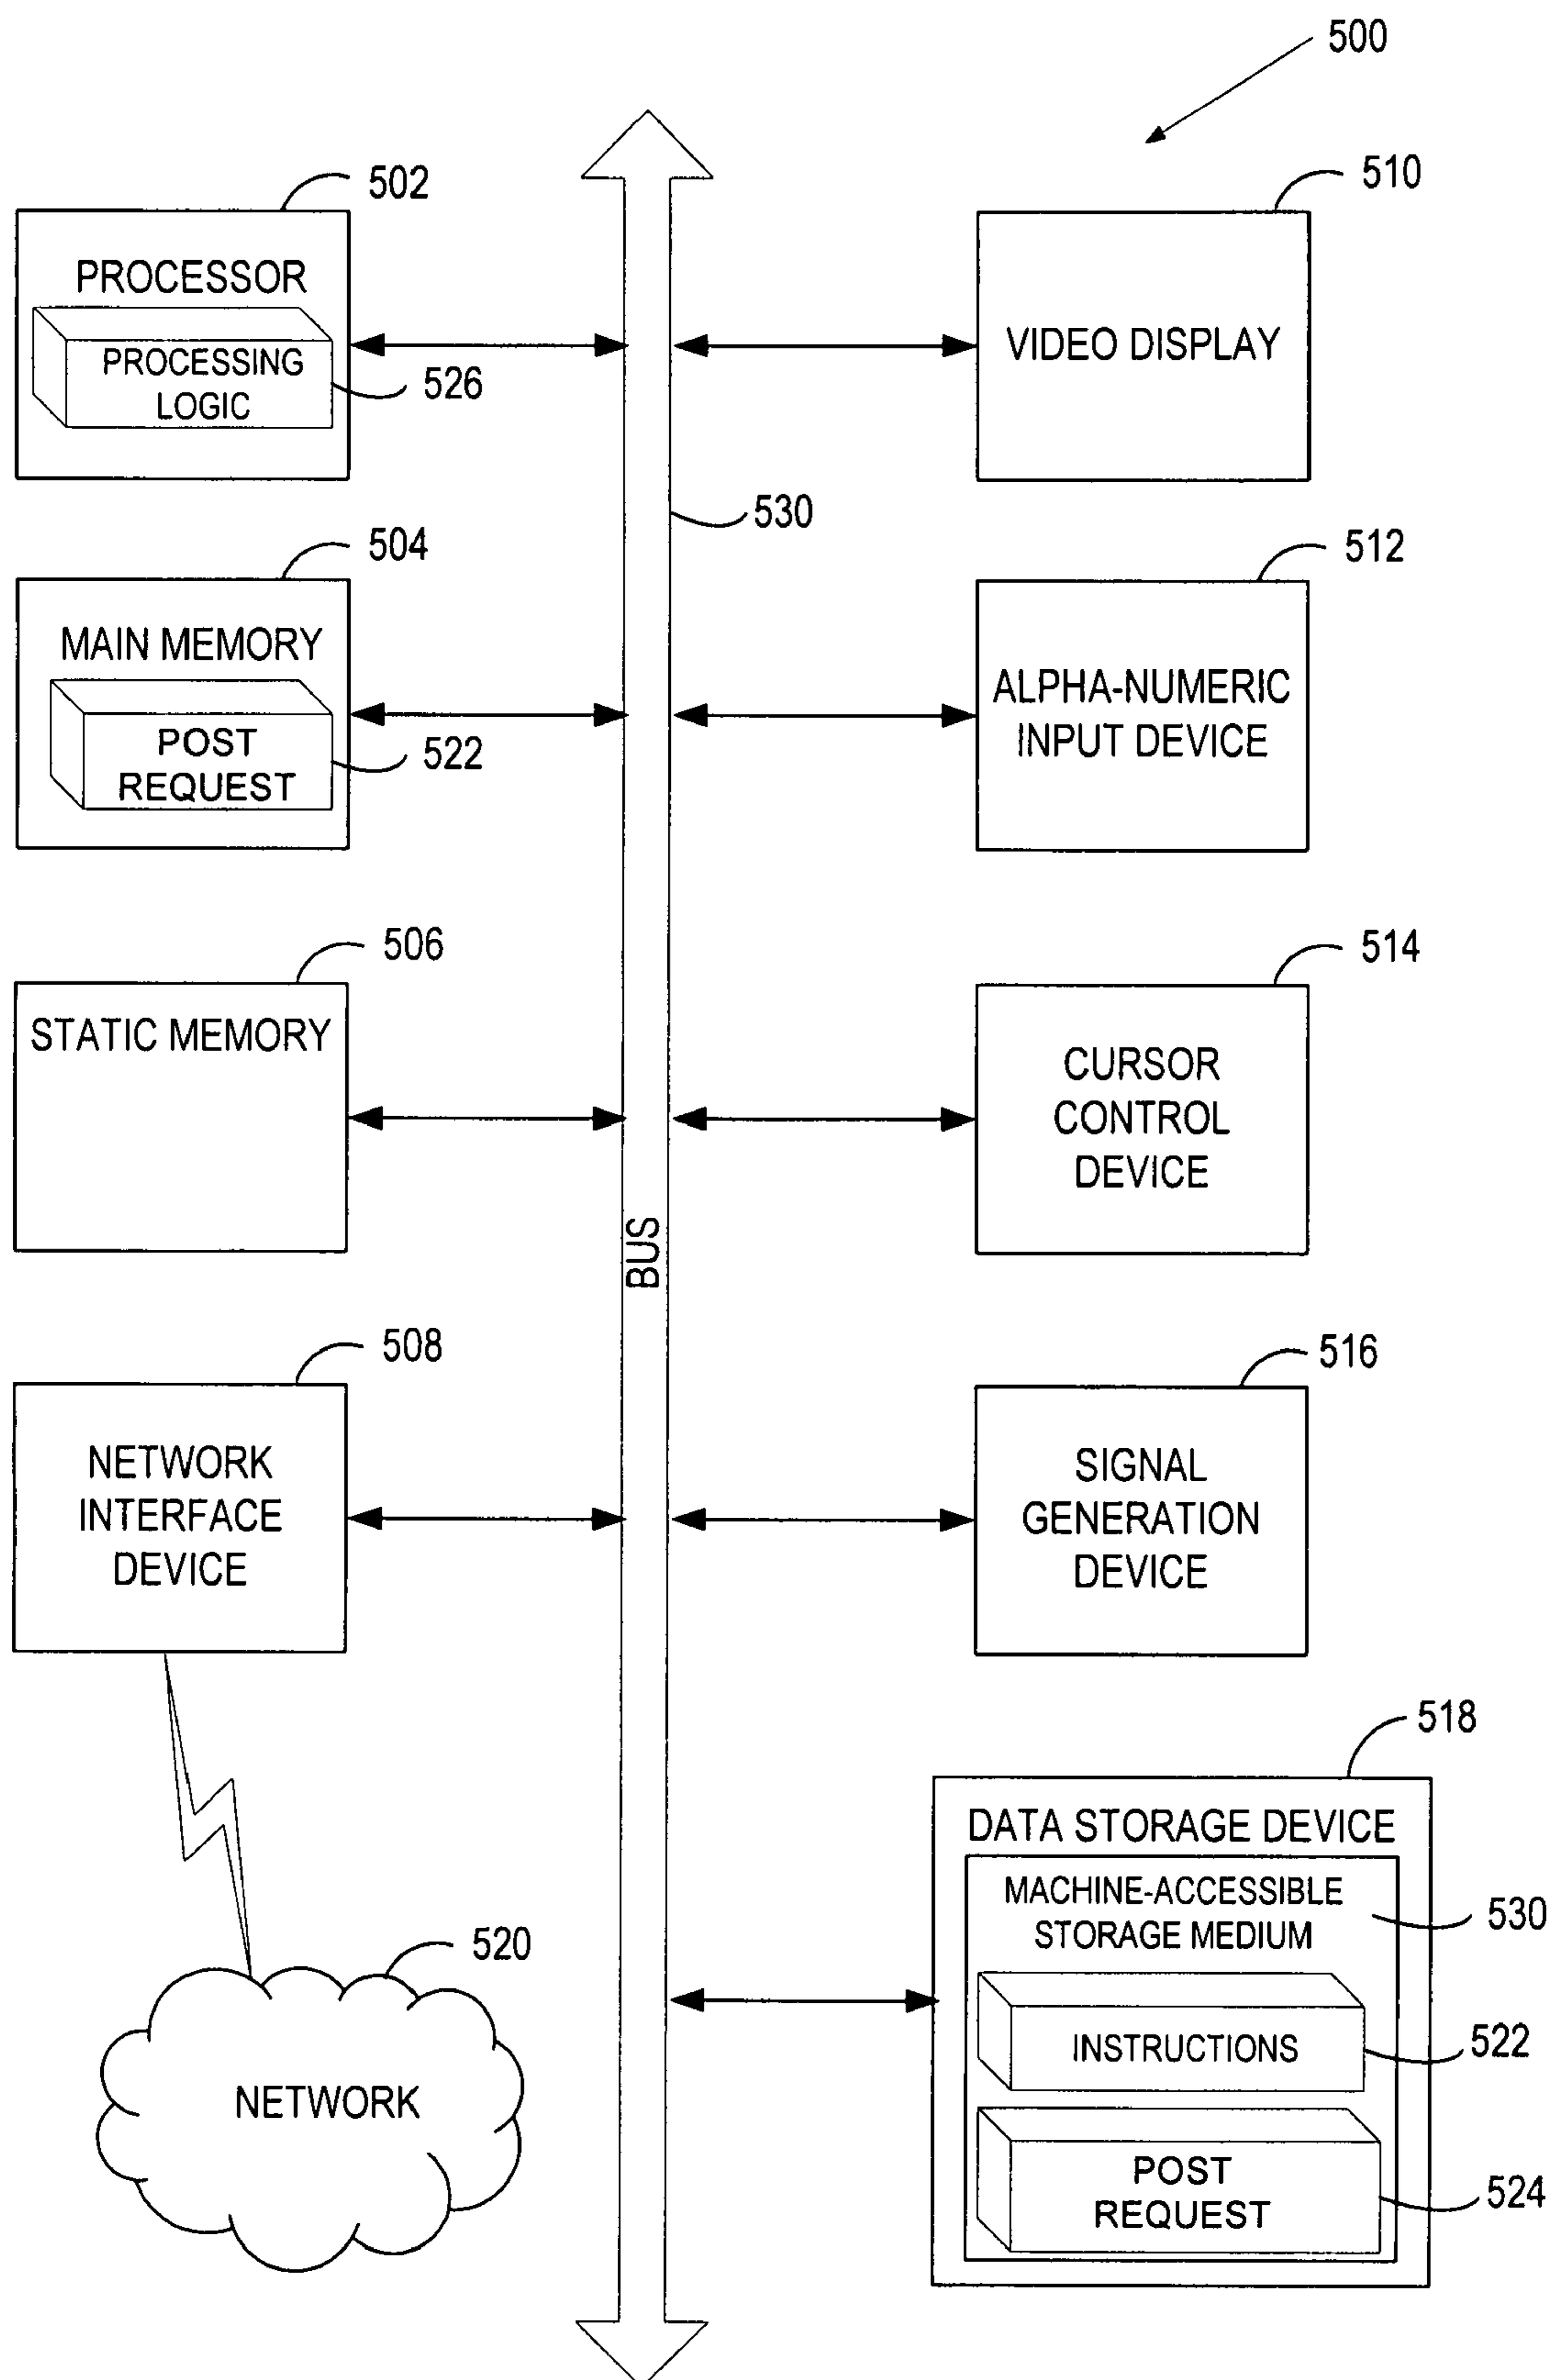 500
502
PROCESSOR
PROCESSING
LOGIC
526
510
VIDEO DISPLAY
530
504
MAIN MEMORY
POST
REQUEST
522
512
ALPHA-NUMERIC
INPUT DEVICE
506
STATIC MEMORY
514
CURSOR
CONTROL
DEVICE
BUS
508
NETWORK
INTERFACE
DEVICE
516
SIGNAL
GENERATION
DEVICE
520
NETWORK
518
DATA STORAGE DEVICE
MACHINE-ACCESSIBLE
STORAGE MEDIUM
530
INSTRUCTIONS
522
POST
REQUEST
524